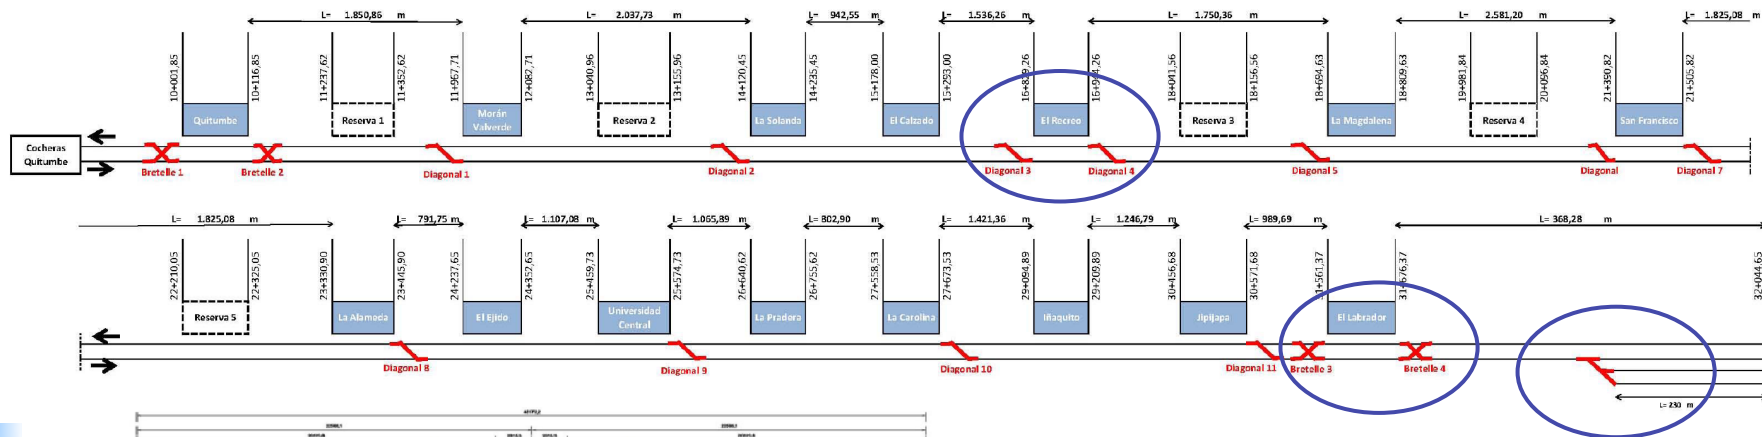 L= 1.850,86 m
L= 2.037,73 m
L= 942,55 m
L= 1.536,26 m
L= 1.750,36 m
L= 2.581,20 m
L= 1.825,08 m
10+001,85
10+116,85
11+237,62
11+352,62
11+967,71
12+082,71
13+040,96
13+155,96
14+120,45
14+235,45
15+178,00
15+293,00
18+041,56
18+156,56
18+694,63
18+809,63
19+981,84
20+096,84
21+390,82
21+505,82
Quitumbe
Reserva 1
Morán
Valverde
Reserva 2
La Solanda
El Calzado
El Recreo
Reserva 3
La Magdalena
Reserva 4
San Francisco
Cocheras
Quitumbe
Bretelle 1
Bretelle 2
Diagonal 1
Diagonal 2
Diagonal 3
Diagonal 4
Diagonal 5
Diagonal
Diagonal 7
L= 1.825,08 m
L= 791,75 m
L= 1.107,08 m
L= 1.065,89 m
L= 802,90 m
L= 1.421,36 m
L= 1.246,79 m
L= 989,69 m
L= 368,28 m
22+210,05
22+325,05
23+330,90
23+445,90
24+237,65
24+352,65
25+459,73
25+574,73
26+640,62
26+755,62
27+558,53
27+673,53
29+094,89
29+209,89
30+456,68
30+571,68
31+561,37
31+676,37
32+044,65
Reserva 5
La Alameda
El Ejido
Universidad
Central
La Pradera
La Carolina
Iñaquito
Jipijapa
El Labrador
Diagonal 8
Diagonal 9
Diagonal 10
Diagonal 11
Bretelle 3
Bretelle 4
L= 230 m